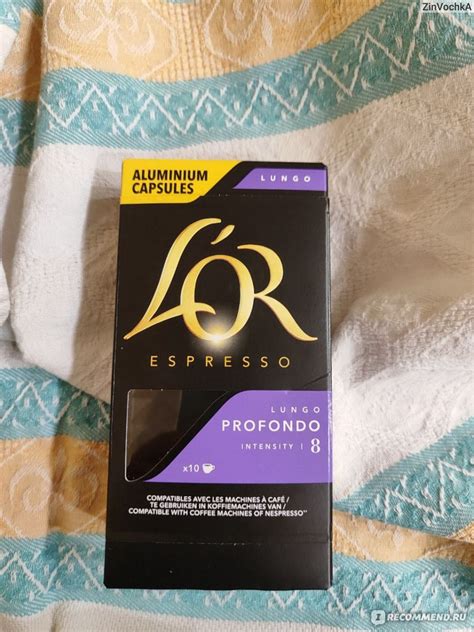 ZinVochkA
ALUMINIUM
CAPSULES
LUNGO
L'OR
ESPRESSO
LUNGO
PROFONDO
INTENSITY | 8
x10
COMPATIBLES AVEC LES MACHINES À CAFÉ /
TE GEBRUIKEN IN KOFFIEMACHINES VAN /
COMPATIBLE WITH COFFEE MACHINES OF NESPRESSO**
IRECOMMEND.RU